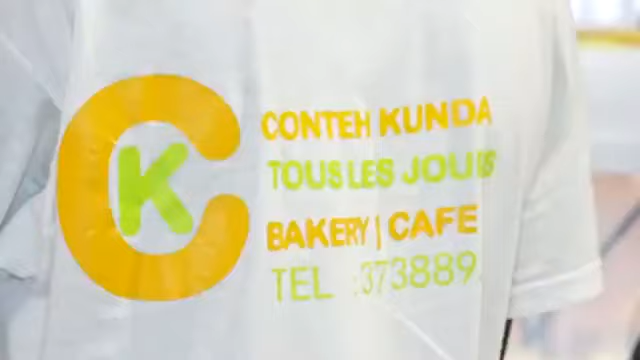 CK
CONTEH KUNDA
TOUS LES JOURS
BAKERY | CAFE
TEL :373889